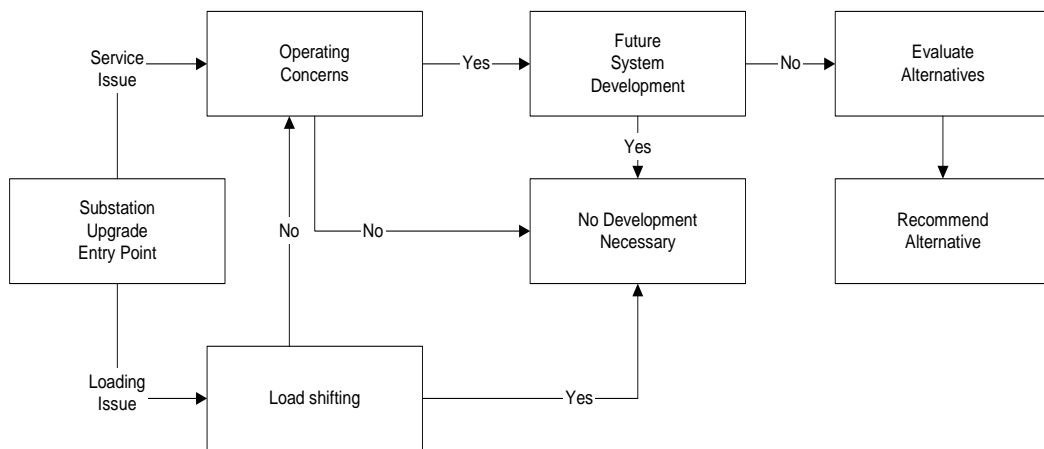 Service
Issue
Operating
Concerns
Yes
Future
System
Development
No
Evaluate
Alternatives
Yes
Substation
Upgrade
Entry Point
No
No
No Development
Necessary
Recommend
Alternative
Loading
Issue
Load shifting
Yes